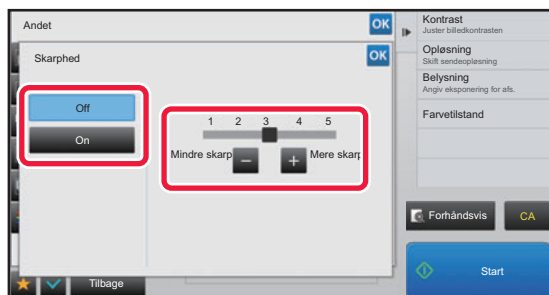 Andet
OK
Skarphed
OK
Off
On
1 2 3 4 5
Mindre skarp
Mere skarp
Tilbage
Kontrast
Juster billedkontrasten
Opløsning
Skift sendeopløsning
Belysning
Angiv eksponering for afs.
Farvetilstand
Forhåndsvis
CA
Start